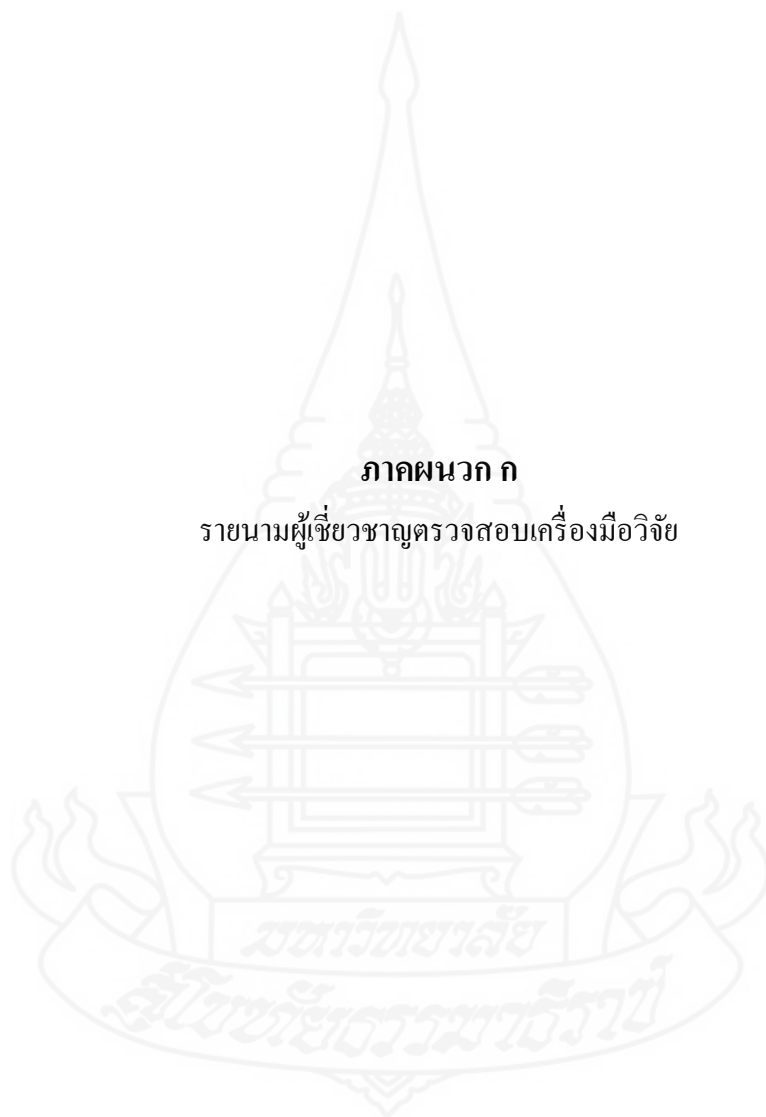 ภาคผนวก ก
รายนามผู้เชี่ยวชาญตรวจสอบเครื่องมือวิจัย
มหาวิทยาลัย
สุโขทัยธรรมาธิราช